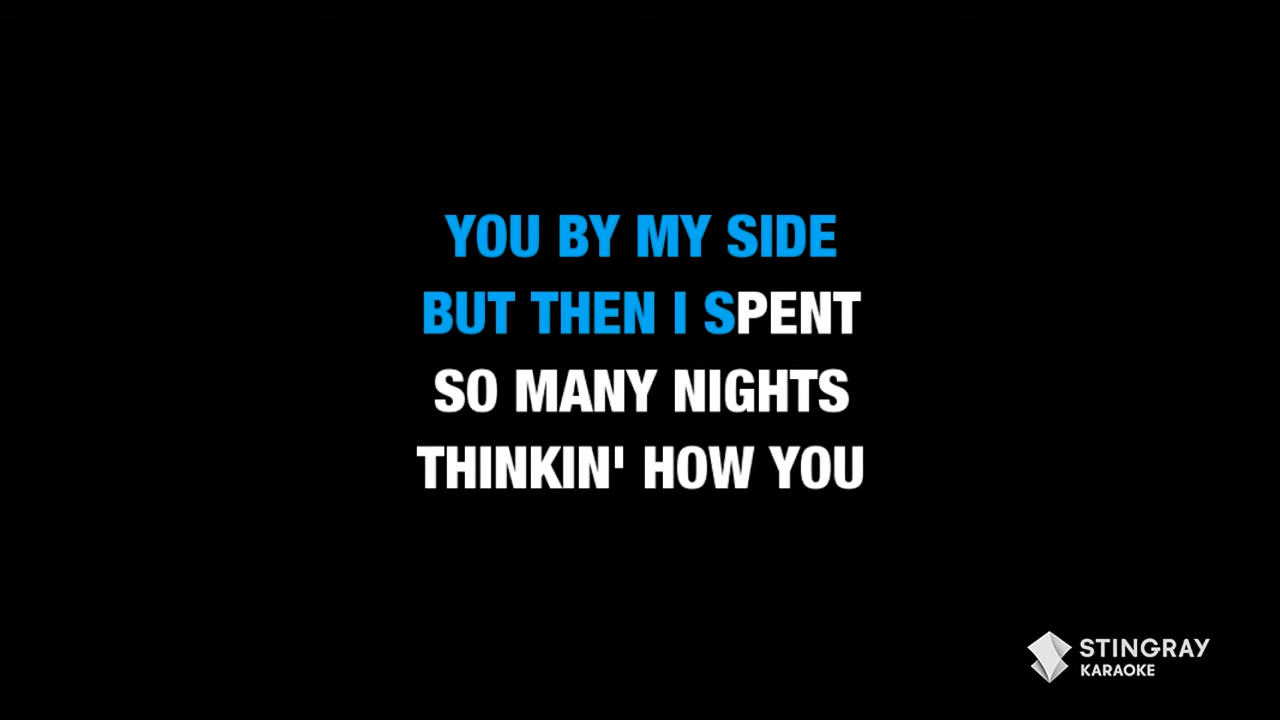 YOU BY MY SIDE
BUT THEN I SPENT
SO MANY NIGHTS
THINKIN' HOW YOU
STINGRAY
KARAOKE